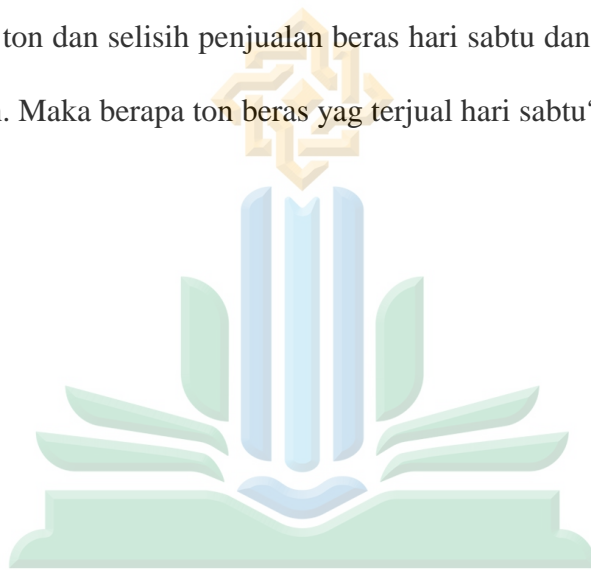 ton dan selisih penjualan beras hari sabtu dan
. Maka berapa ton beras yag terjual hari sabtu